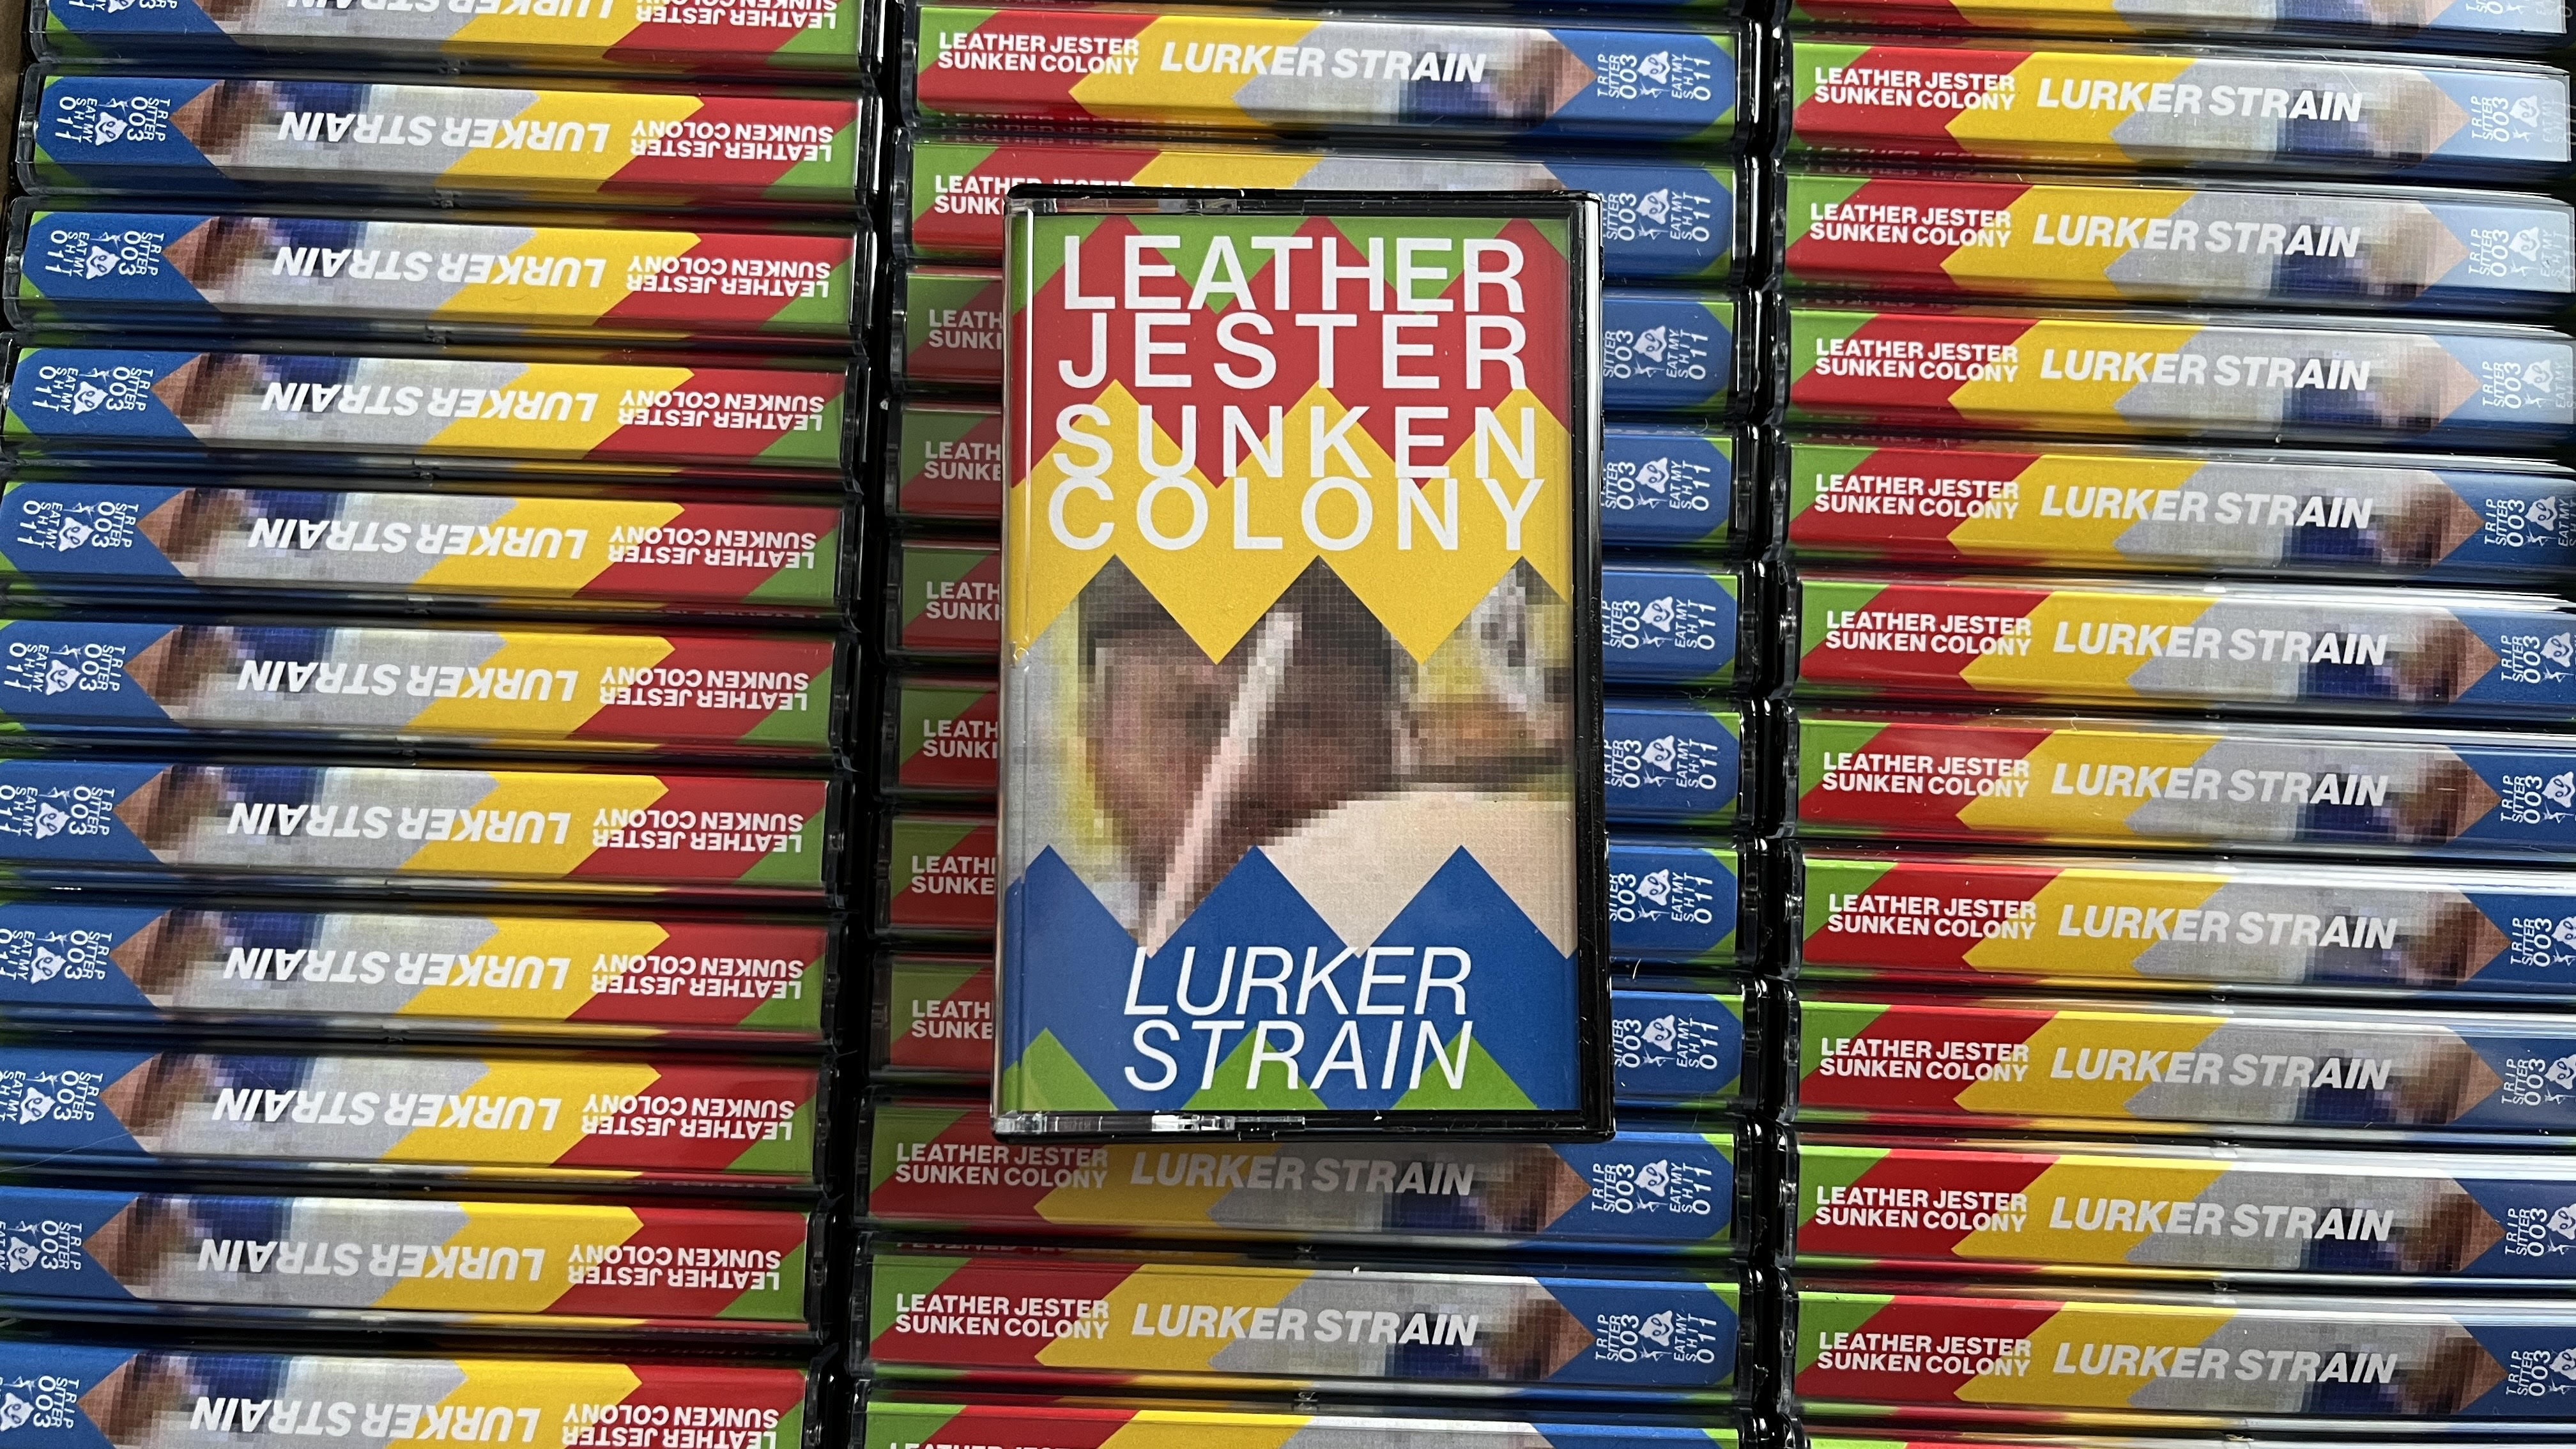 LEATHER
JESTER
SUNKEN
COLONY
LURKER
STRAIN
LEATHER JESTER
SUNKEN COLONY
LURKER STRAIN
TRIP
SITTER
003
EAT MY
SHIT
011